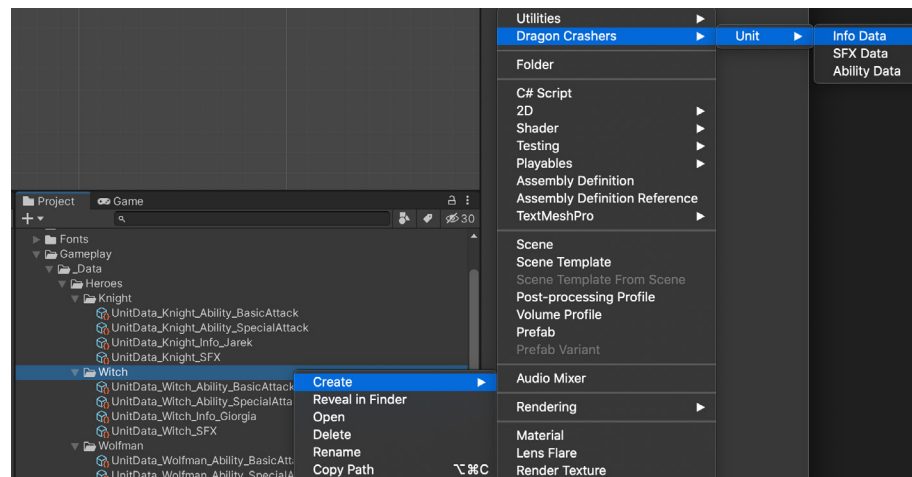 Utilities
Dragon Crashers
Unit
Info Data
SFX Data
Ability Data
Folder
C# Script
2D
Shader
Testing
Playables
Assembly Definition
Assembly Definition Reference
TextMeshPro
Scene
Scene Template
Scene Template From Scene
Post-processing Profile
Volume Profile
Prefab
Prefab Variant
Audio Mixer
Rendering
Material
Lens Flare
Render Texture
Project
Game
30
Fonts
Gameplay
_Data
Heroes
Knight
UnitData_Knight_Ability_BasicAttack
UnitData_Knight_Ability_SpecialAttack
UnitData_Knight_Info_Jarek
UnitData_Knight_SFX
Witch
UnitData_Witch_Ability_BasicAttack
UnitData_Witch_Ability_SpecialAtta
UnitData_Witch_Info_Giorgia
UnitData_Witch_SFX
Wolfman
UnitData_Wolfman_Ability_BasicAtt
UnitData_Wolfman_Ability_SpecialA
Create
Reveal in Finder
Open
Delete
Rename
Copy Path ⌥⌘C